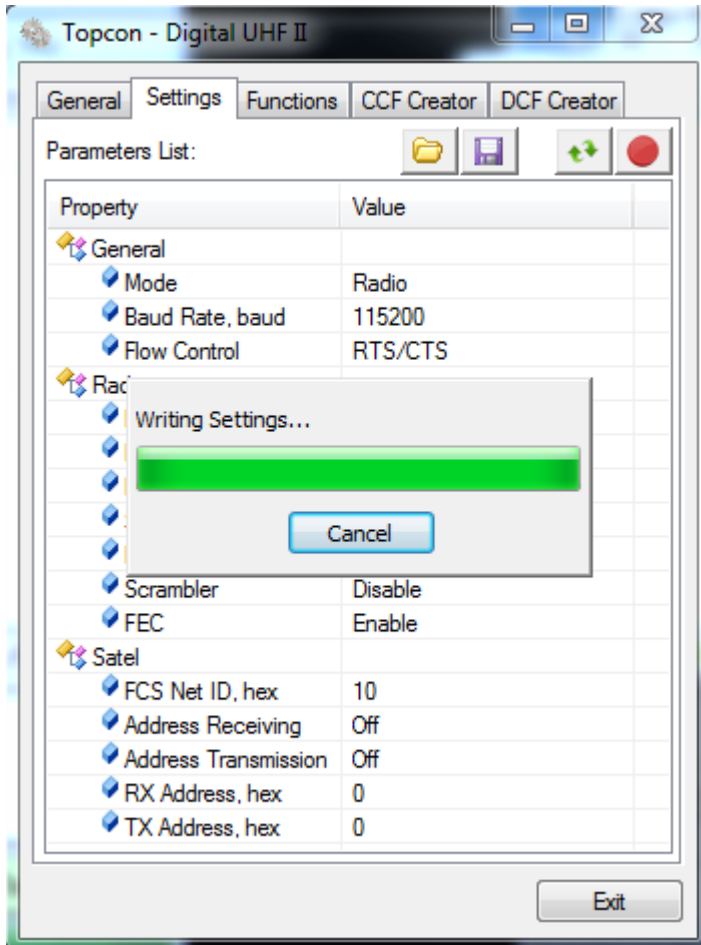 Topcon - Digital UHF II
General Settings Functions CCF Creator DCF Creator
Parameters List:
Property Value
General
Mode Radio
Baud Rate, baud 115200
Flow Control RTS/CTS
Writing Settings...
Cancel
Scrambler Disable
FEC Enable
Satel
FCS Net ID, hex 10
Address Receiving Off
Address Transmission Off
RX Address, hex 0
TX Address, hex 0
Exit